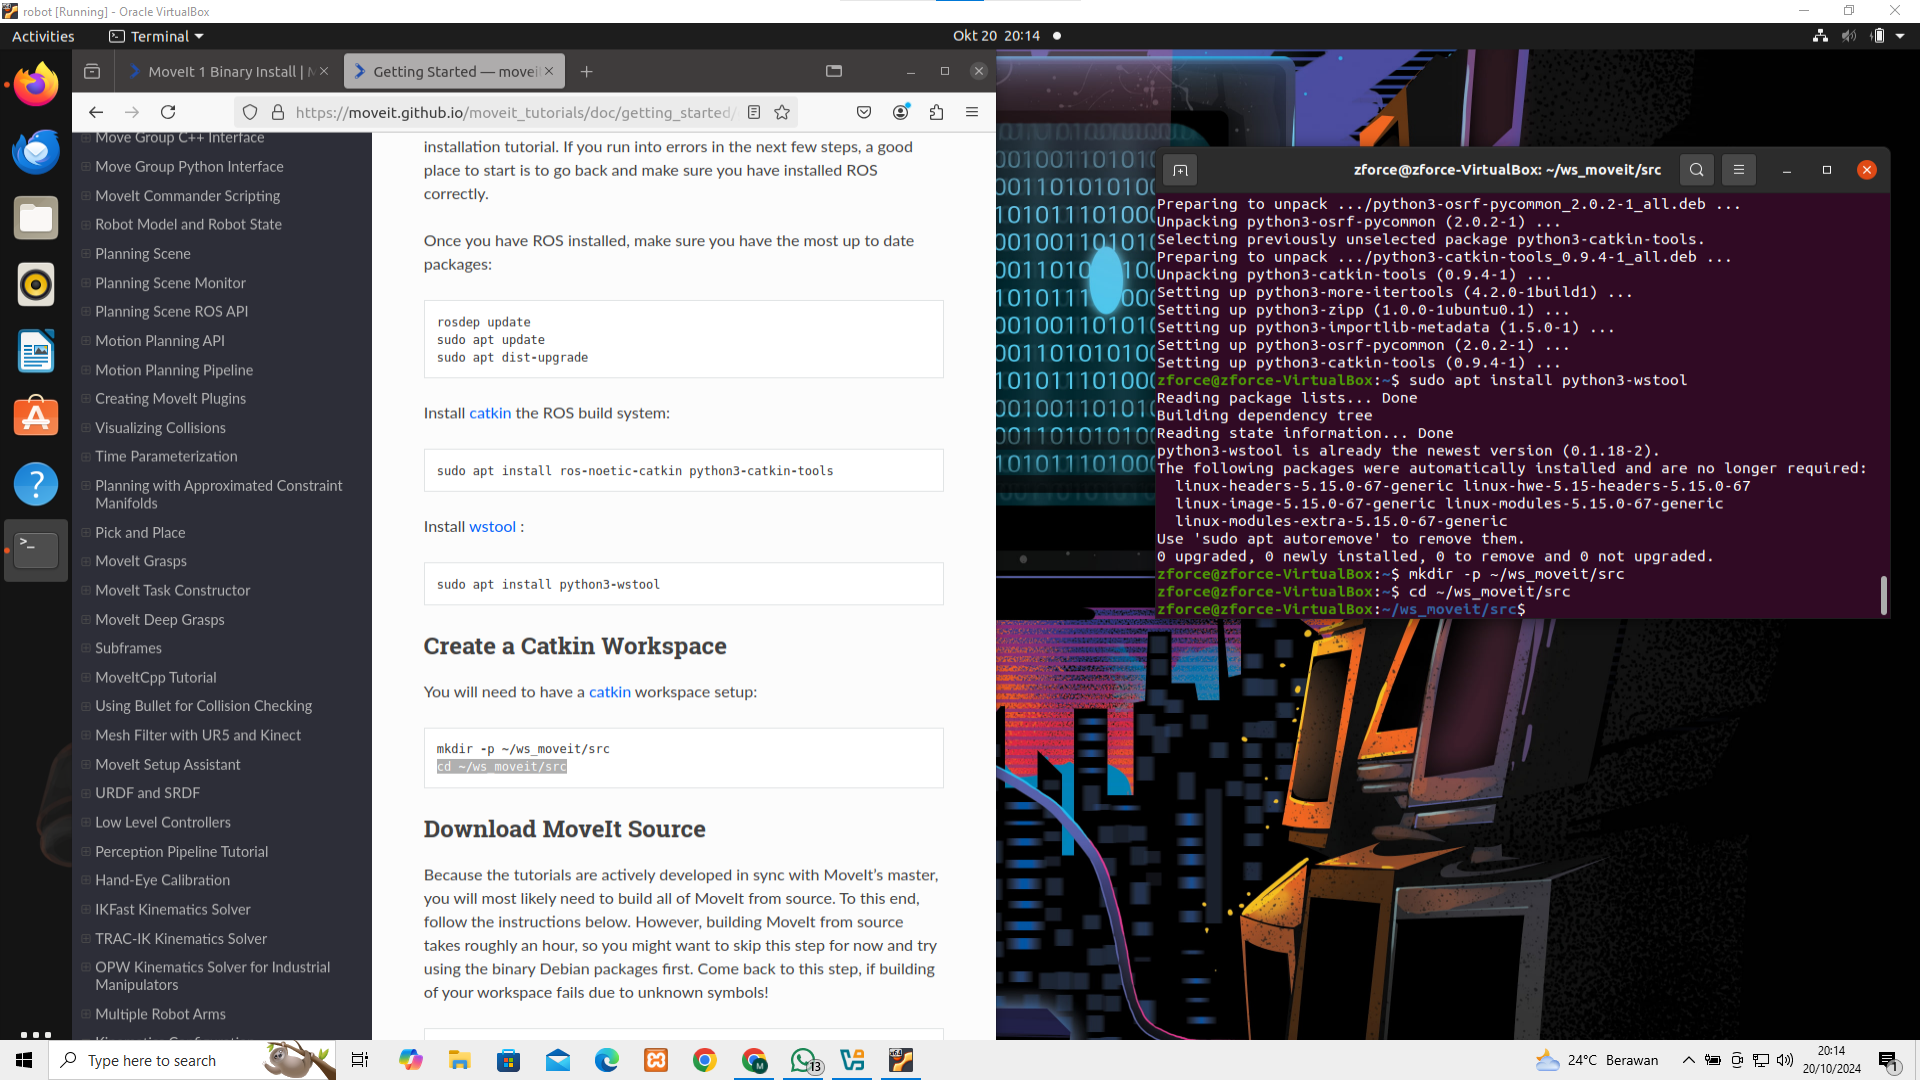 robot [Running] - Oracle VirtualBox
Activities
Terminal
Okt 20 20:14
MoveIt 1 Binary Install | M
Getting Started — movei
https://moveit.github.io/moveit_tutorials/doc/getting_started/
Move Group C++ Interface
Move Group Python Interface
MoveIt Commander Scripting
Robot Model and Robot State
Planning Scene
Planning Scene Monitor
Planning Scene ROS API
Motion Planning API
Motion Planning Pipeline
Creating MoveIt Plugins
Visualizing Collisions
Time Parameterization
Planning with Approximated Constraint
Manifolds
Pick and Place
MoveIt Grasps
MoveIt Task Constructor
MoveIt Deep Grasps
Subframes
MoveItCpp Tutorial
Using Bullet for Collision Checking
Mesh Filter with UR5 and Kinect
MoveIt Setup Assistant
URDF and SRDF
Low Level Controllers
Perception Pipeline Tutorial
Hand-Eye Calibration
IKFast Kinematics Solver
TRAC-IK Kinematics Solver
OPW Kinematics Solver for Industrial
Manipulators
Multiple Robot Arms
installation tutorial. If you run into errors in the next few steps, a good
place to start is to go back and make sure you have installed ROS
correctly.
Once you have ROS installed, make sure you have the most up to date
packages:
rosdep update
sudo apt update
sudo apt dist-upgrade
Install catkin the ROS build system:
sudo apt install ros-noetic-catkin python3-catkin-tools
Install wstool :
sudo apt install python3-wstool
Create a Catkin Workspace
You will need to have a catkin workspace setup:
mkdir -p ~/ws_moveit/src
cd ~/ws_moveit/src
Download MoveIt Source
Because the tutorials are actively developed in sync with MoveIt's master,
you will most likely need to build all of MoveIt from source. To this end,
follow the instructions below. However, building MoveIt from source
takes roughly an hour, so you might want to skip this step for now and try
using the binary Debian packages first. Come back to this step, if building
of your workspace fails due to unknown symbols!
zforce@zforce-VirtualBox: ~/ws_moveit/src
Preparing to unpack .../python3-osrf-pycommon_2.0.2-1_all.deb ...
Unpacking python3-osrf-pycommon (2.0.2-1) ...
Selecting previously unselected package python3-catkin-tools.
Preparing to unpack .../python3-catkin-tools_0.9.4-1_all.deb ...
Unpacking python3-catkin-tools (0.9.4-1) ...
Setting up python3-more-itertools (4.2.0-1build1) ...
Setting up python3-zipp (1.0.0-1ubuntu0.1) ...
Setting up python3-importlib-metadata (1.5.0-1) ...
Setting up python3-osrf-pycommon (2.0.2-1) ...
Setting up python3-catkin-tools (0.9.4-1) ...
zforce@zforce-VirtualBox:~$ sudo apt install python3-wstool
Reading package lists... Done
Building dependency tree
Reading state information... Done
python3-wstool is already the newest version (0.1.18-2).
The following packages were automatically installed and are no longer required:
linux-headers-5.15.0-67-generic linux-hwe-5.15-headers-5.15.0-67
linux-image-5.15.0-67-generic linux-modules-5.15.0-67-generic
linux-modules-extra-5.15.0-67-generic
Use 'sudo apt autoremove' to remove them.
0 upgraded, 0 newly installed, 0 to remove and 0 not upgraded.
zforce@zforce-VirtualBox:~$ mkdir -p ~/ws_moveit/src
zforce@zforce-VirtualBox:~$ cd ~/ws_moveit/src
zforce@zforce-VirtualBox:~/ws_moveit/src$
Type here to search
13
24°C Berawan
20:14
20/10/2024
1